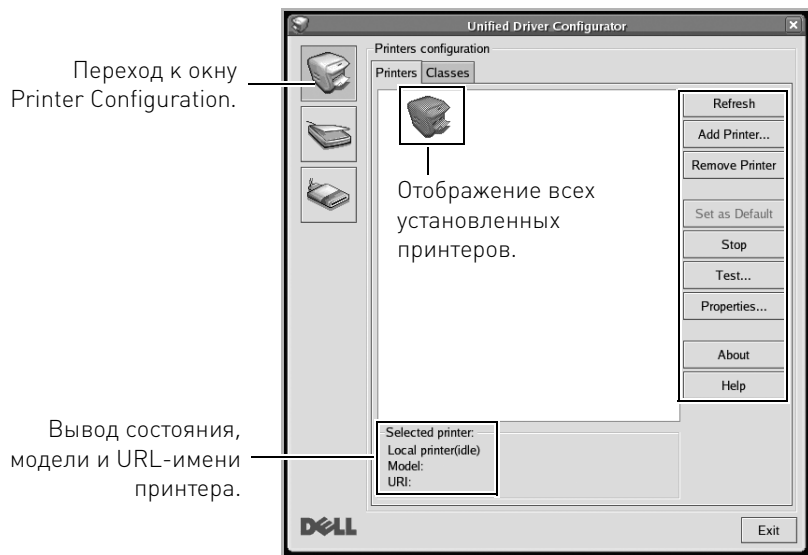 Unified Driver Configurator
Переход к окну
Printer Configuration.
Printers configuration
Printers Classes
Отображение всех
установленных
принтеров.
Refresh
Add Printer...
Remove Printer
Set as Default
Stop
Test...
Properties...
About
Help
Вывод состояния,
модели и URL-имени
принтера.
Selected printer:
Local printer(idle)
Model:
URI:
DELL
Exit